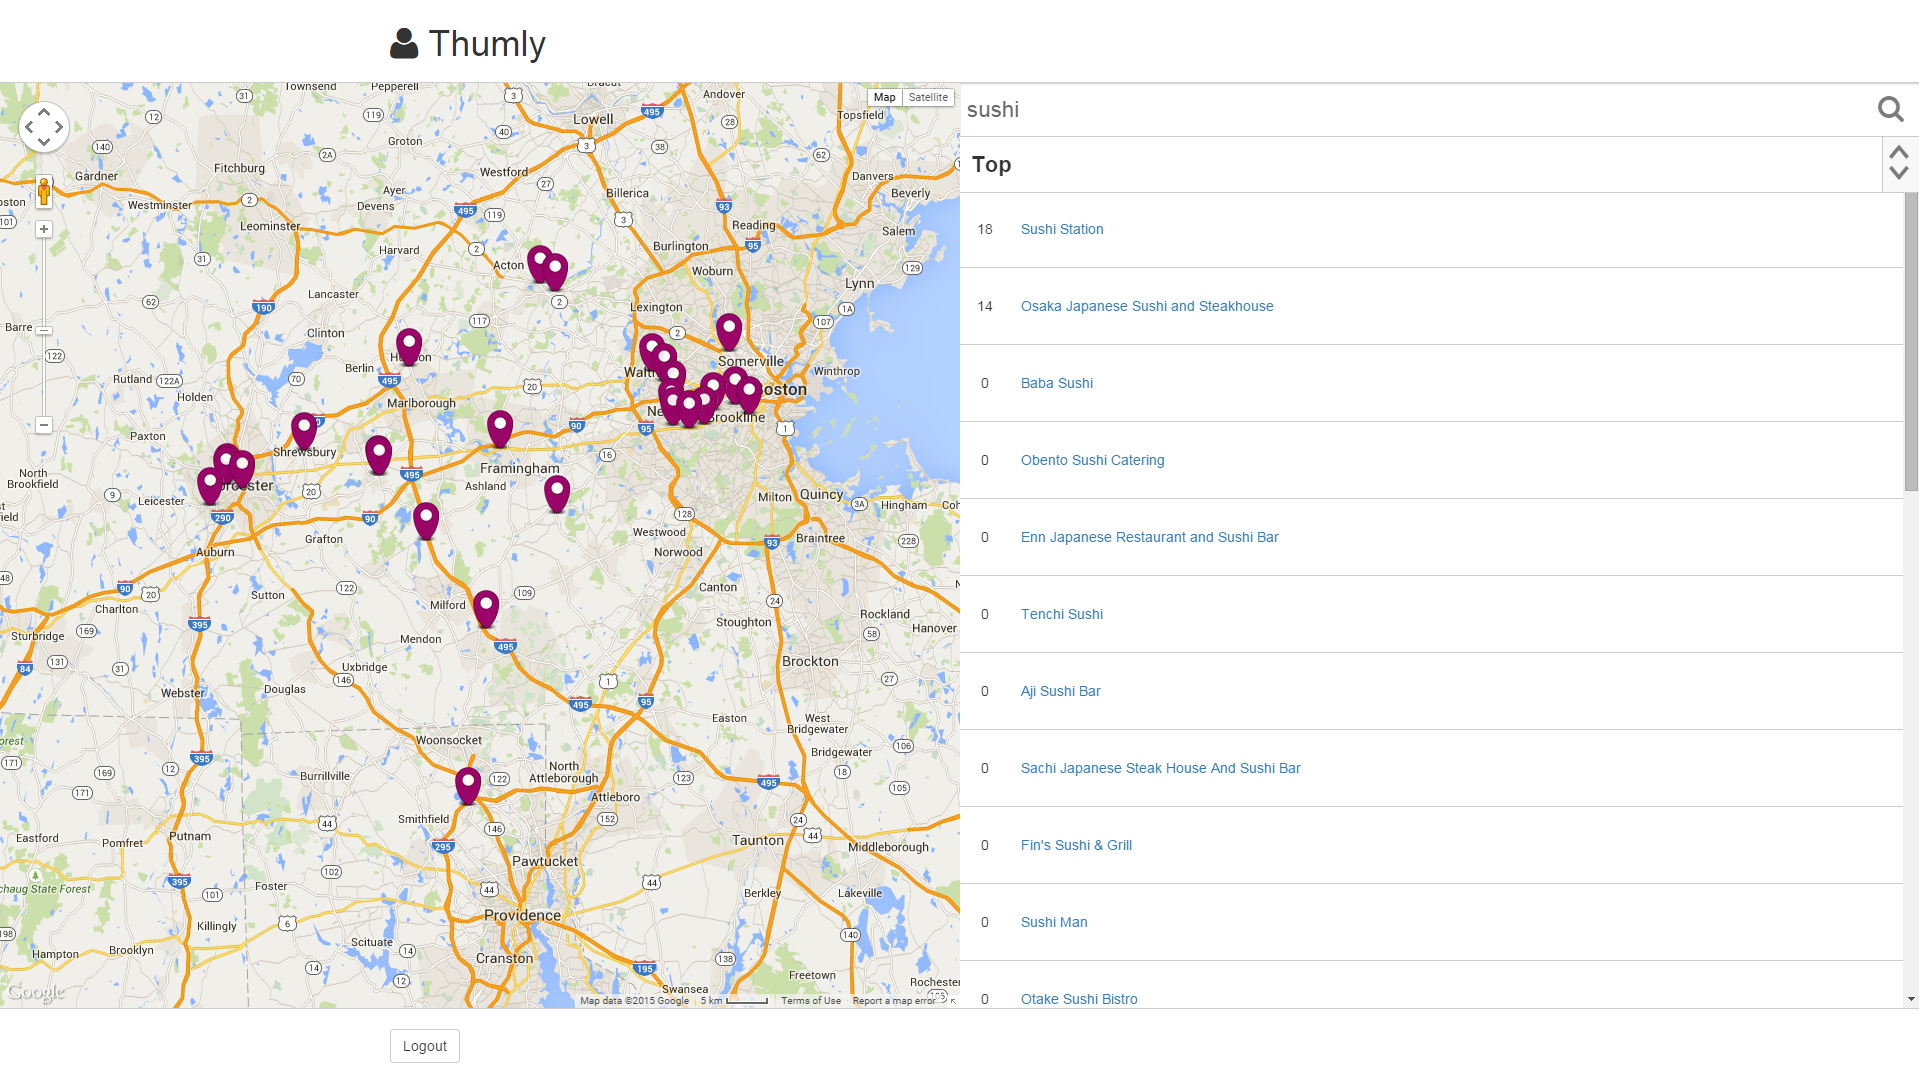 Thumly
Townsend
Pepperell
Dracut
Andover
Map
Satellite
Topsfield
Lowell
Groton
Fitchburg
Westford
Gardner
Ayer
Devens
Billerica
Danvers
Beverly
Westminster
Leominster
Harvard
Reading
Salem
Burlington
Acton
Woburn
Lynn
Lancaster
Lexington
Barre
Clinton
Berlin
Somerville
Winthrop
Rutland
Holden
Marlborough
Boston
Brookline
Paxton
Shrewsbury
North
Brookfield
Framingham
Ashland
Leicester
Milton
Quincy
Hingham
Westwood
Norwood
Braintree
Grafton
Auburn
Canton
Sutton
Charlton
Milford
Rockland
Hanover
Stoughton
Sturbridge
Mendon
Brockton
Uxbridge
Webster
Douglas
Easton
West
Bridgewater
Woonsocket
Bridgewater
North
Attleborough
Burrillville
Attleboro
Smithfield
Eastford
Pomfret
Putnam
Taunton
Middleborough
Pawtucket
Foster
Berkley
Lakeville
Killingly
Providence
Hampton
Brooklyn
Scituate
Cranston
Freetown
Swansea
Rochester
Google
Map data ©2015 Google
5 km
Terms of Use
Report a map error
sushi
Top
18 Sushi Station
14 Osaka Japanese Sushi and Steakhouse
0 Baba Sushi
0 Obento Sushi Catering
0 Enn Japanese Restaurant and Sushi Bar
0 Tenchi Sushi
0 Aji Sushi Bar
0 Sachi Japanese Steak House And Sushi Bar
0 Fin's Sushi & Grill
0 Sushi Man
0 Otake Sushi Bistro
Logout